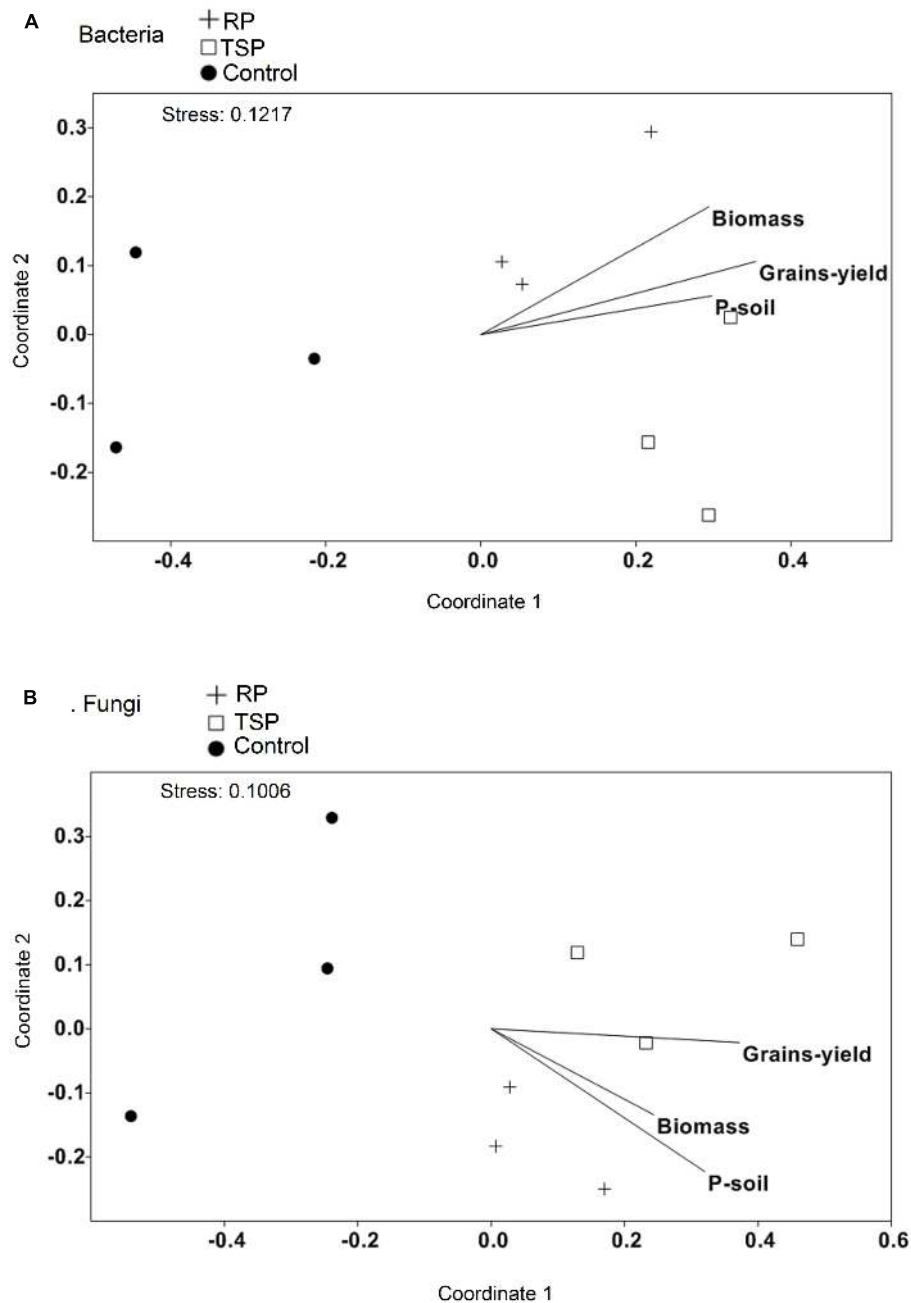 A
Bacteria
RP
TSP
Control
Stress: 0.1217
0.3
0.2
0.1
0.0
-0.1
-0.2
Coordinate 2
Biomass
Grains-yield
P-soil
-0.4 -0.2 0.0 0.2 0.4
Coordinate 1
B
. Fungi
RP
TSP
Control
Stress: 0.1006
0.3
0.2
0.1
0.0
-0.1
-0.2
Coordinate 2
Grains-yield
Biomass
P-soil
-0.4 -0.2 0.0 0.2 0.4 0.6
Coordinate 1